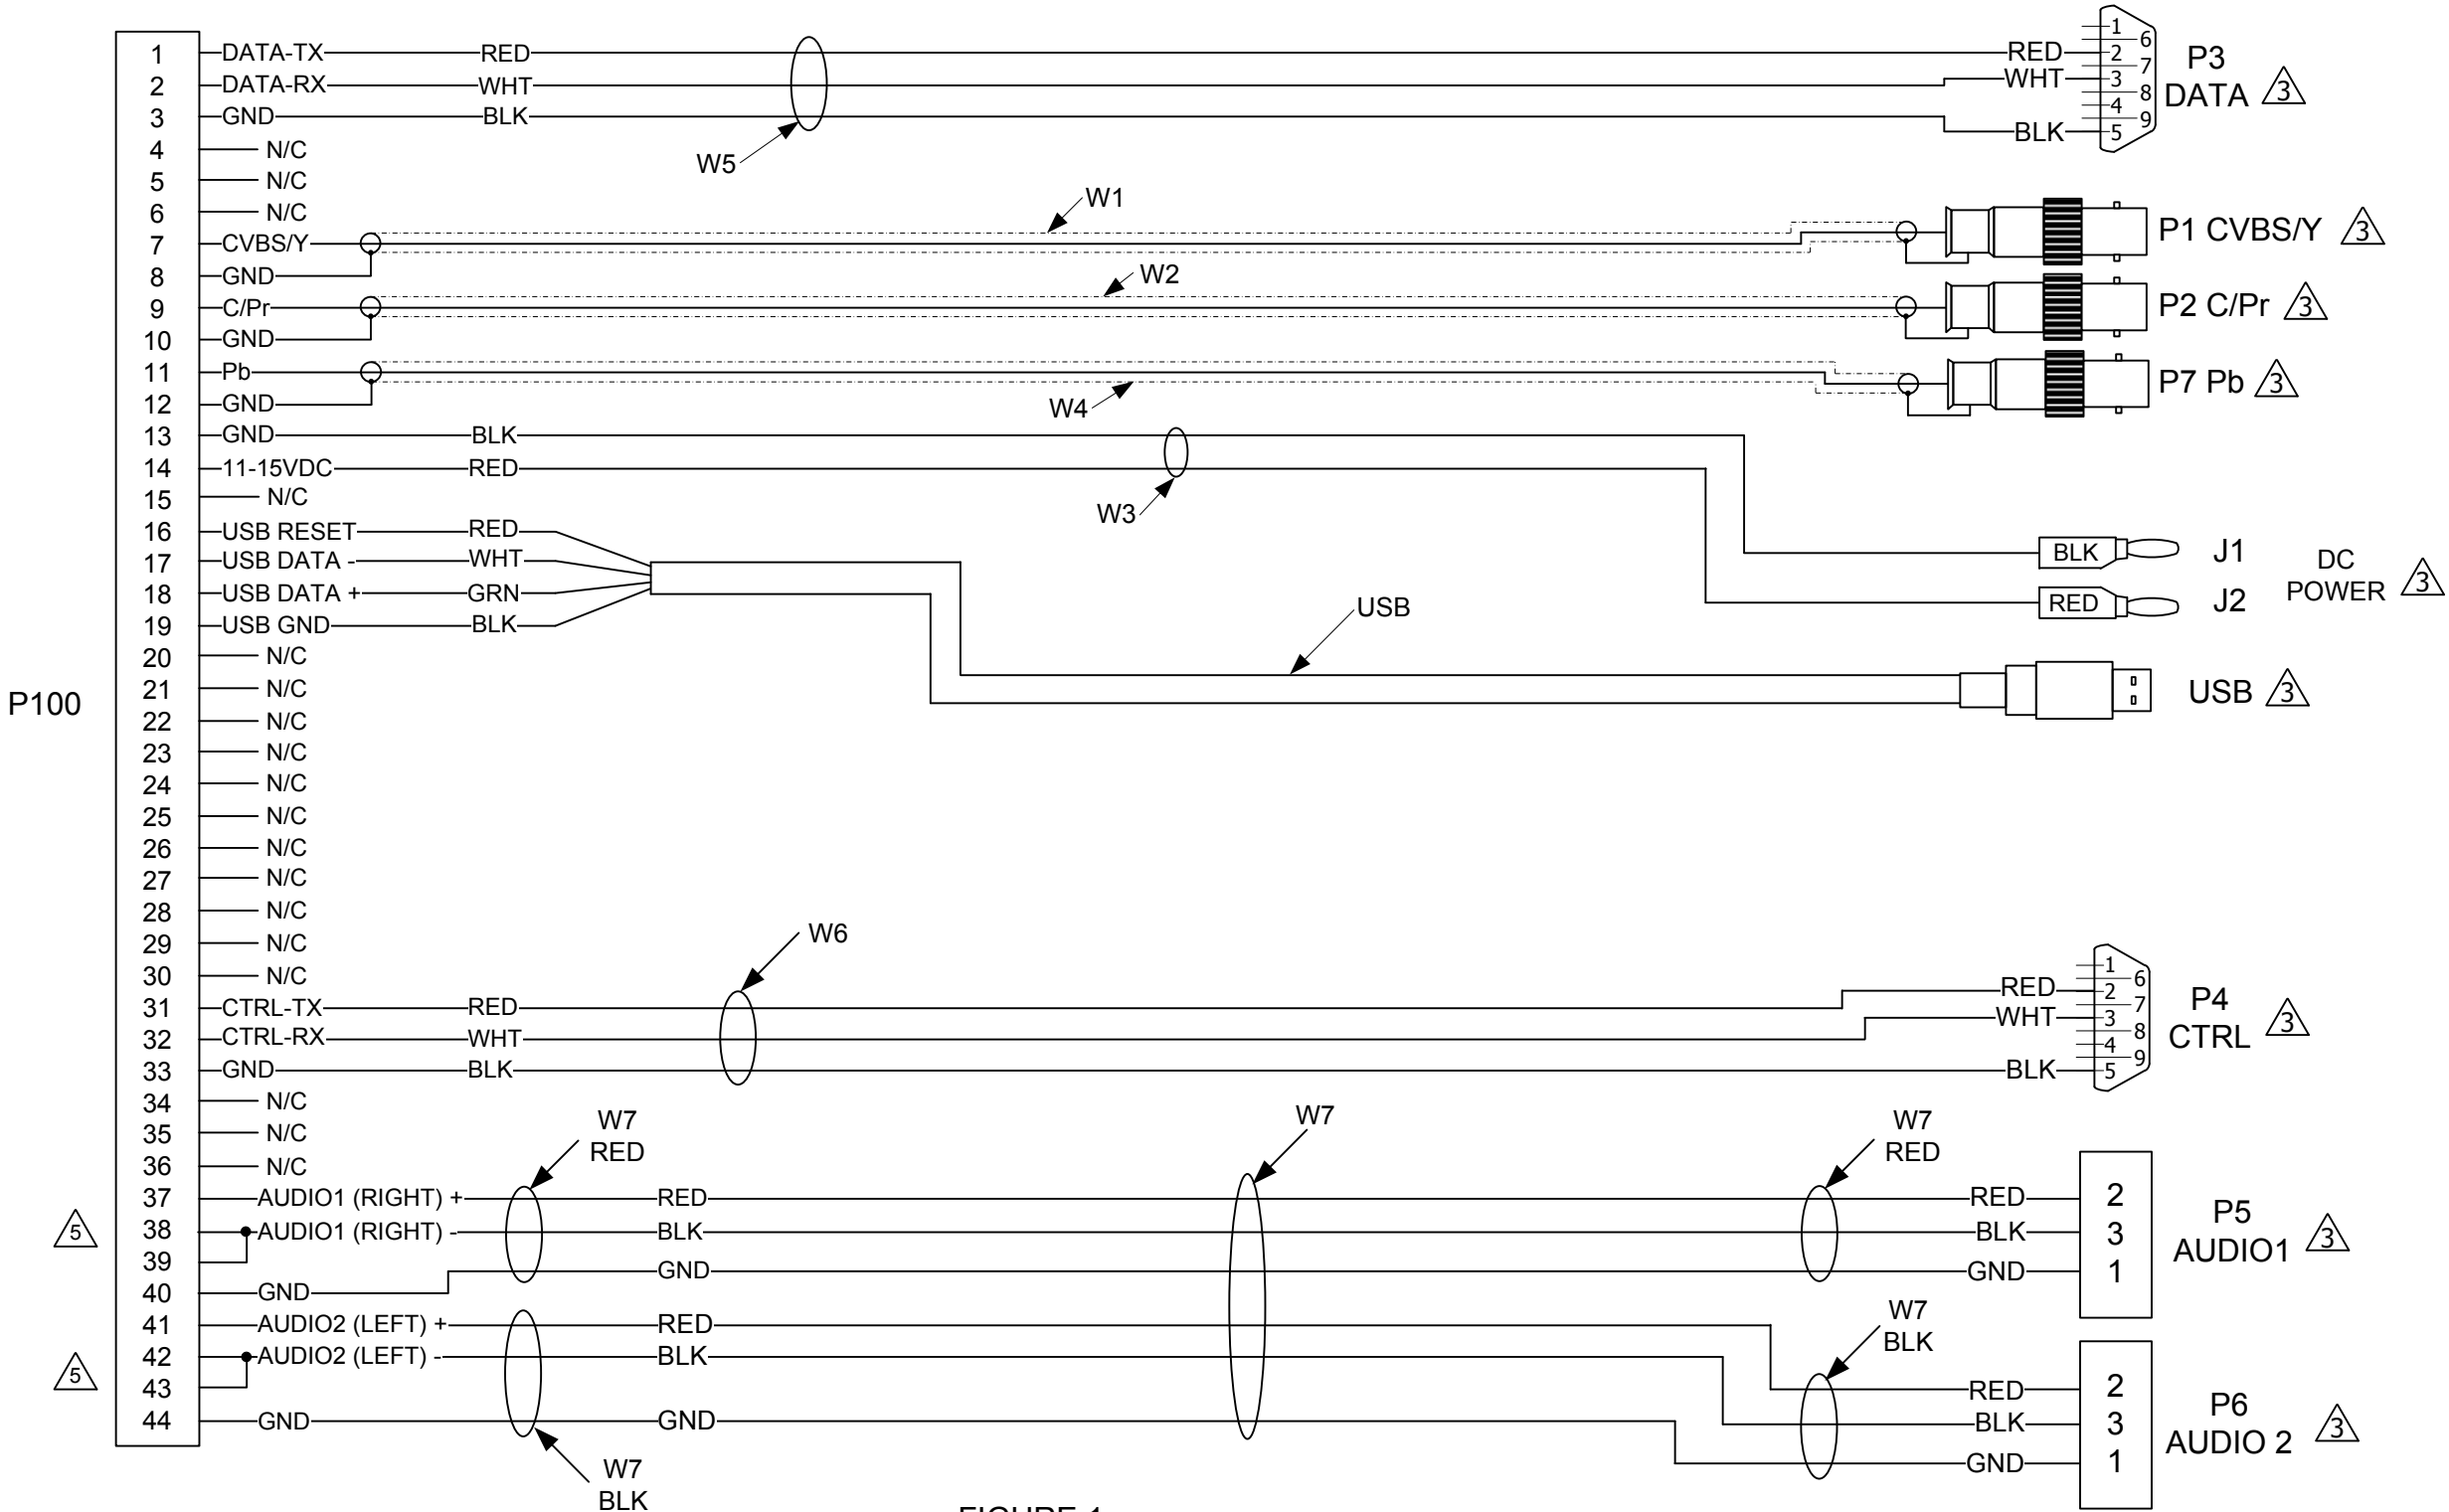 P100
1 DATA-TX RED RED 2
2 DATA-RX WHT WHT 3
3 GND BLK BLK 5
1 2 3 4 5
6 7 8 9
P3
DATA 3
W5
4 N/C
5 N/C
6 N/C
W1
7 CVBS/Y P1 CVBS/Y 3
8 GND
W2
9 C/Pr P2 C/Pr 3
10 GND
11 Pb P7 Pb 3
12 GND
W4
13 GND BLK
14 11-15VDC RED
W3
15 N/C
BLK J1
RED J2
DC
POWER 3
16 USB RESET RED
17 USB DATA - WHT
18 USB DATA + GRN
19 USB GND BLK
USB
USB 3
20 N/C
21 N/C
22 N/C
23 N/C
24 N/C
25 N/C
26 N/C
27 N/C
28 N/C
29 N/C
30 N/C
W6
31 CTRL-TX RED RED
32 CTRL-RX WHT WHT
33 GND BLK BLK
1 2 3 4 5
6 7 8 9
P4
CTRL 3
34 N/C
35 N/C
36 N/C
W7
RED
W7
W7
RED
37 AUDIO1 (RIGHT) + RED RED 2
5 38 AUDIO1 (RIGHT) - BLK BLK 3
39
40 GND GND GND 1
P5
AUDIO1 3
41 AUDIO2 (LEFT) + RED RED 2
5 42 AUDIO2 (LEFT) - BLK BLK 3
43
44 GND GND GND 1
W7
BLK
P6
AUDIO 2 3
W7
BLK